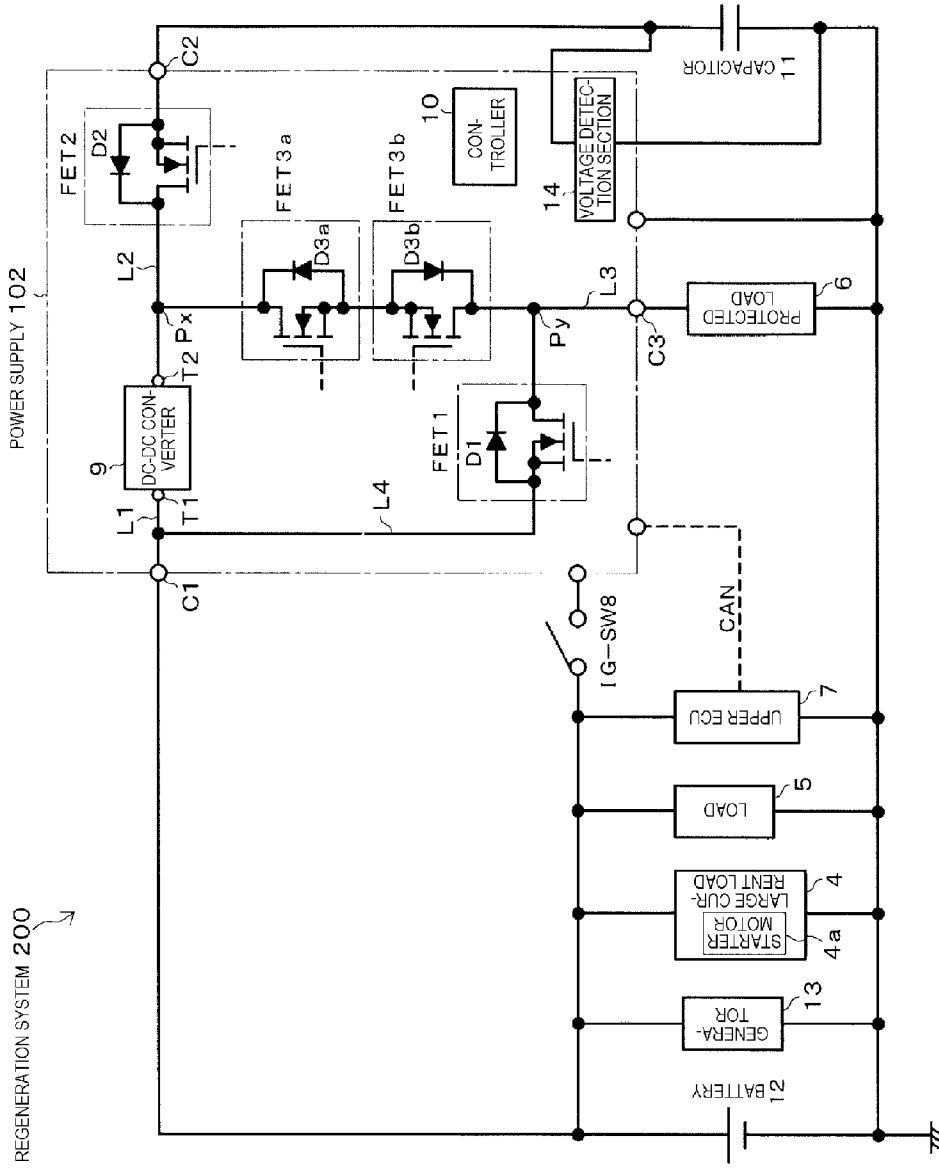 REGENERATION SYSTEM 200
POWER SUPPLY 102
C1
L1
T1
9
DC-DC CON-
VERTER
T2
Px
L2
FET2
D2
C2
L4
FET3a
D3a
FET3b
D3b
10
CON-
TROLLER
FET1
D1
Py
L3
C3
14
VOLTAGE DETEC-
TION SECTION
CAPACITOR
11
PROTECTED
LOAD
6
IG-SW8
CAN
UPPER ECU
7
LOAD
5
LARGE CUR-
RENT LOAD
STARTER
MOTOR
4
4a
GENERA-
TOR
13
BATTERY
12